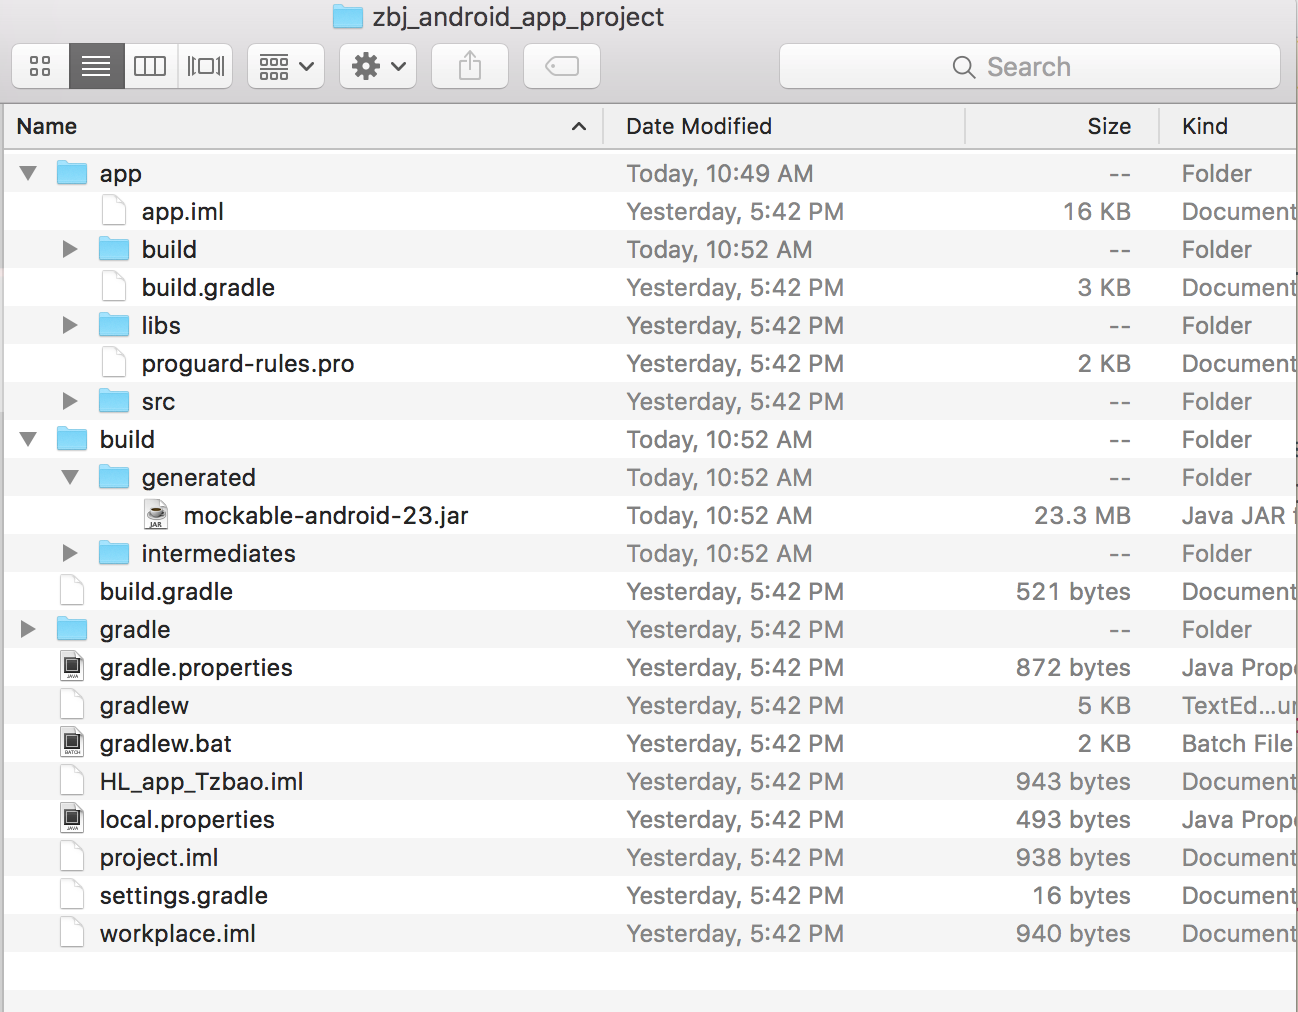 zbj_android_app_project
Search
Name Date Modified Size Kind
app Today, 10:49 AM -- Folder
app.iml Yesterday, 5:42 PM 16 KB Document
build Today, 10:52 AM -- Folder
build.gradle Yesterday, 5:42 PM 3 KB Document
libs Yesterday, 5:42 PM -- Folder
proguard-rules.pro Yesterday, 5:42 PM 2 KB Document
src Yesterday, 5:42 PM -- Folder
build Today, 10:52 AM -- Folder
generated Today, 10:52 AM -- Folder
mockable-android-23.jar Today, 10:52 AM 23.3 MB Java JAR f
intermediates Today, 10:52 AM -- Folder
build.gradle Yesterday, 5:42 PM 521 bytes Document
gradle Yesterday, 5:42 PM -- Folder
gradle.properties Yesterday, 5:42 PM 872 bytes Java Prope
gradlew Yesterday, 5:42 PM 5 KB TextEd...ur
gradlew.bat Yesterday, 5:42 PM 2 KB Batch File
HL_app_Tzbao.iml Yesterday, 5:42 PM 943 bytes Document
local.properties Yesterday, 5:42 PM 493 bytes Java Prope
project.iml Yesterday, 5:42 PM 938 bytes Document
settings.gradle Yesterday, 5:42 PM 16 bytes Document
workplace.iml Yesterday, 5:42 PM 940 bytes Document